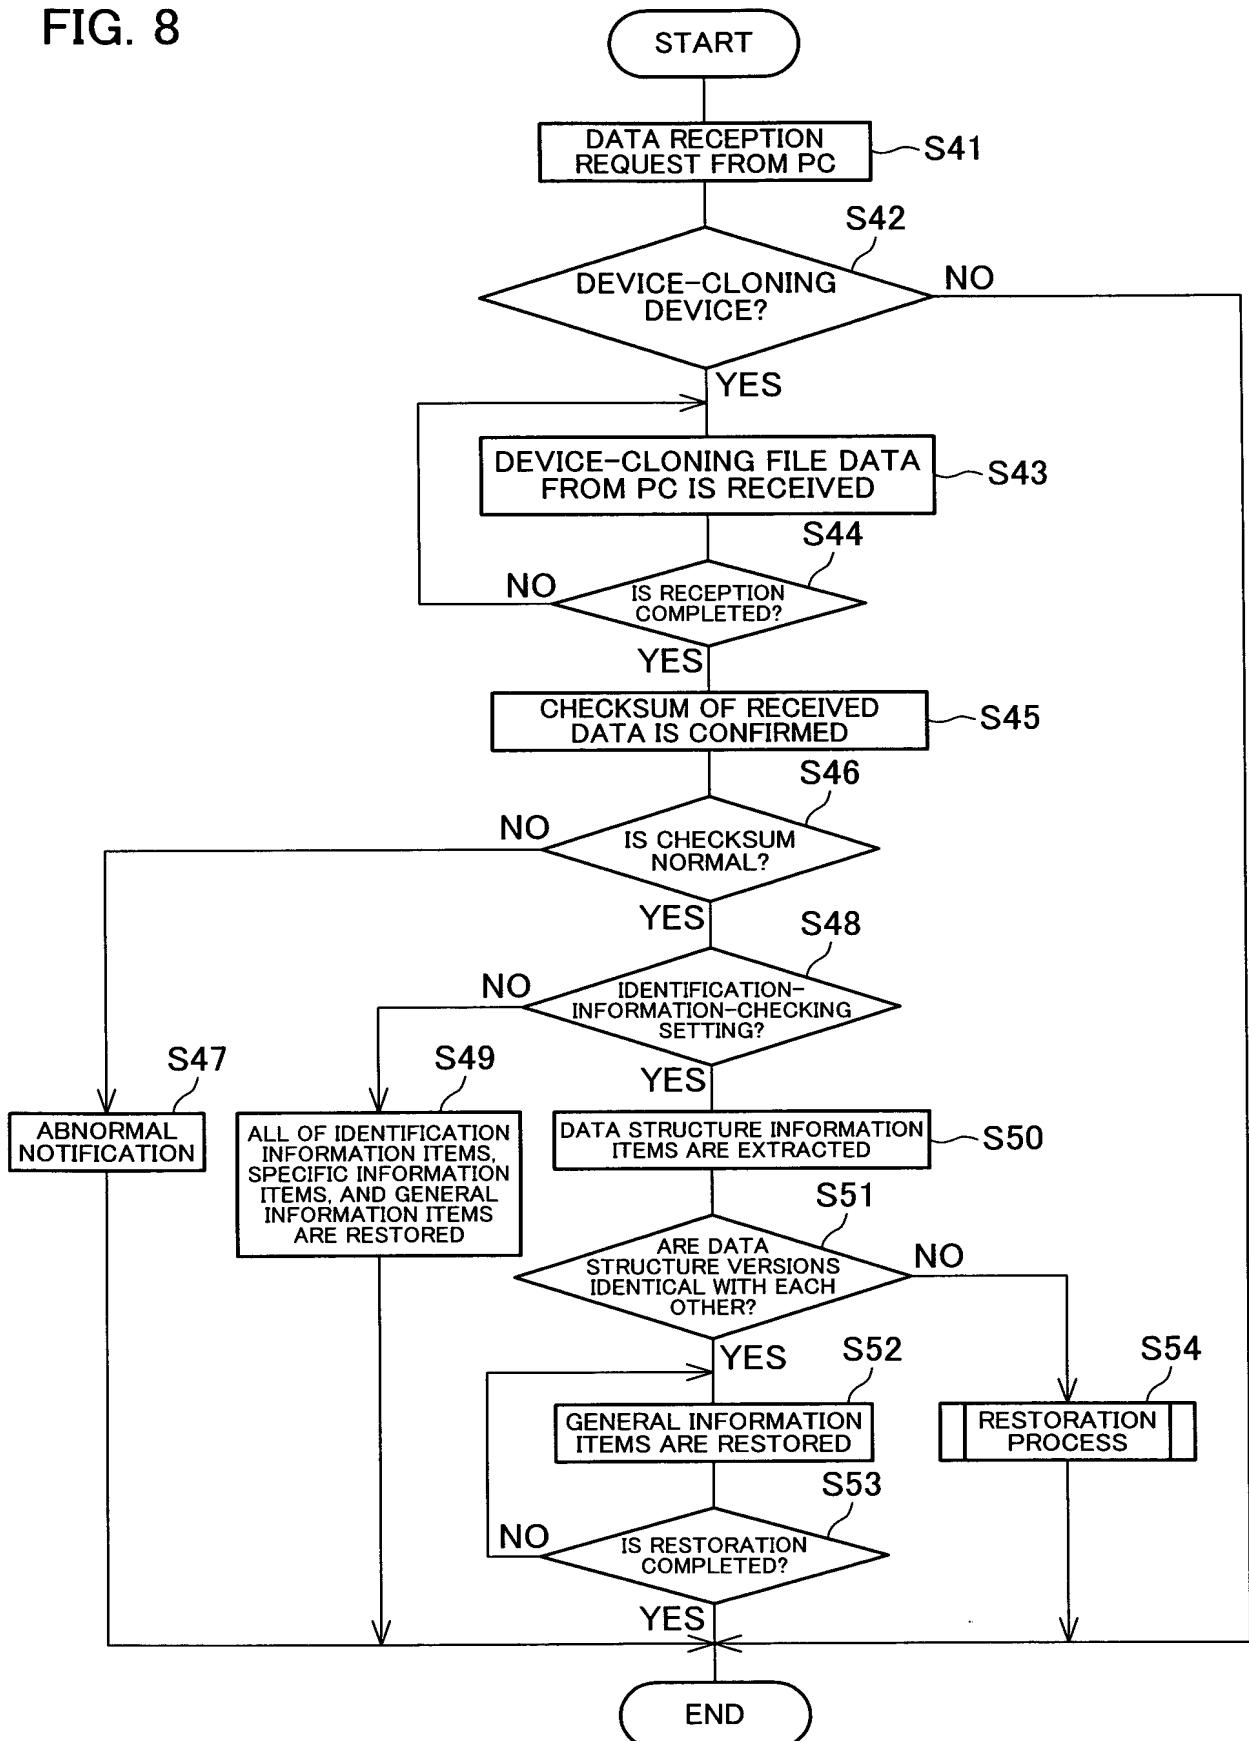 FIG. 8
START
DATA RECEPTION
REQUEST FROM PC
S41
S42
DEVICE-CLONING
DEVICE?
NO
YES
DEVICE-CLONING FILE DATA
FROM PC IS RECEIVED
S43
S44
IS RECEPTION
COMPLETED?
NO
YES
CHECKSUM OF RECEIVED
DATA IS CONFIRMED
S45
S46
IS CHECKSUM
NORMAL?
NO
YES
S48
IDENTIFICATION-
INFORMATION-CHECKING
SETTING?
NO
YES
S47
ABNORMAL
NOTIFICATION
S49
ALL OF IDENTIFICATION
INFORMATION ITEMS,
SPECIFIC INFORMATION
ITEMS, AND GENERAL
INFORMATION ITEMS
ARE RESTORED
DATA STRUCTURE INFORMATION
ITEMS ARE EXTRACTED
S50
S51
ARE DATA
STRUCTURE VERSIONS
IDENTICAL WITH EACH
OTHER?
NO
YES
S52
GENERAL INFORMATION
ITEMS ARE RESTORED
S54
RESTORATION
PROCESS
S53
IS RESTORATION
COMPLETED?
NO
YES
END